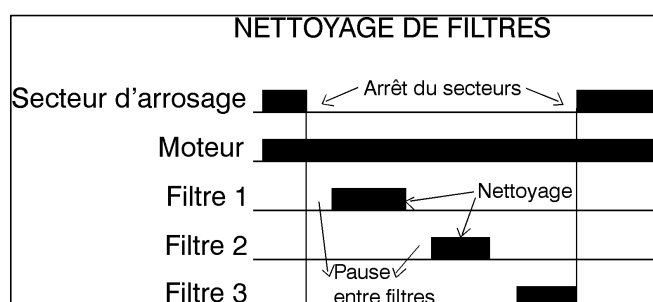 NETTOYAGE DE FILTRES
Secteur d'arrosage
Arrêt du secteurs
Moteur
Filtre 1
Nettoyage
Filtre 2
Pause
entre filtres
Filtre 3